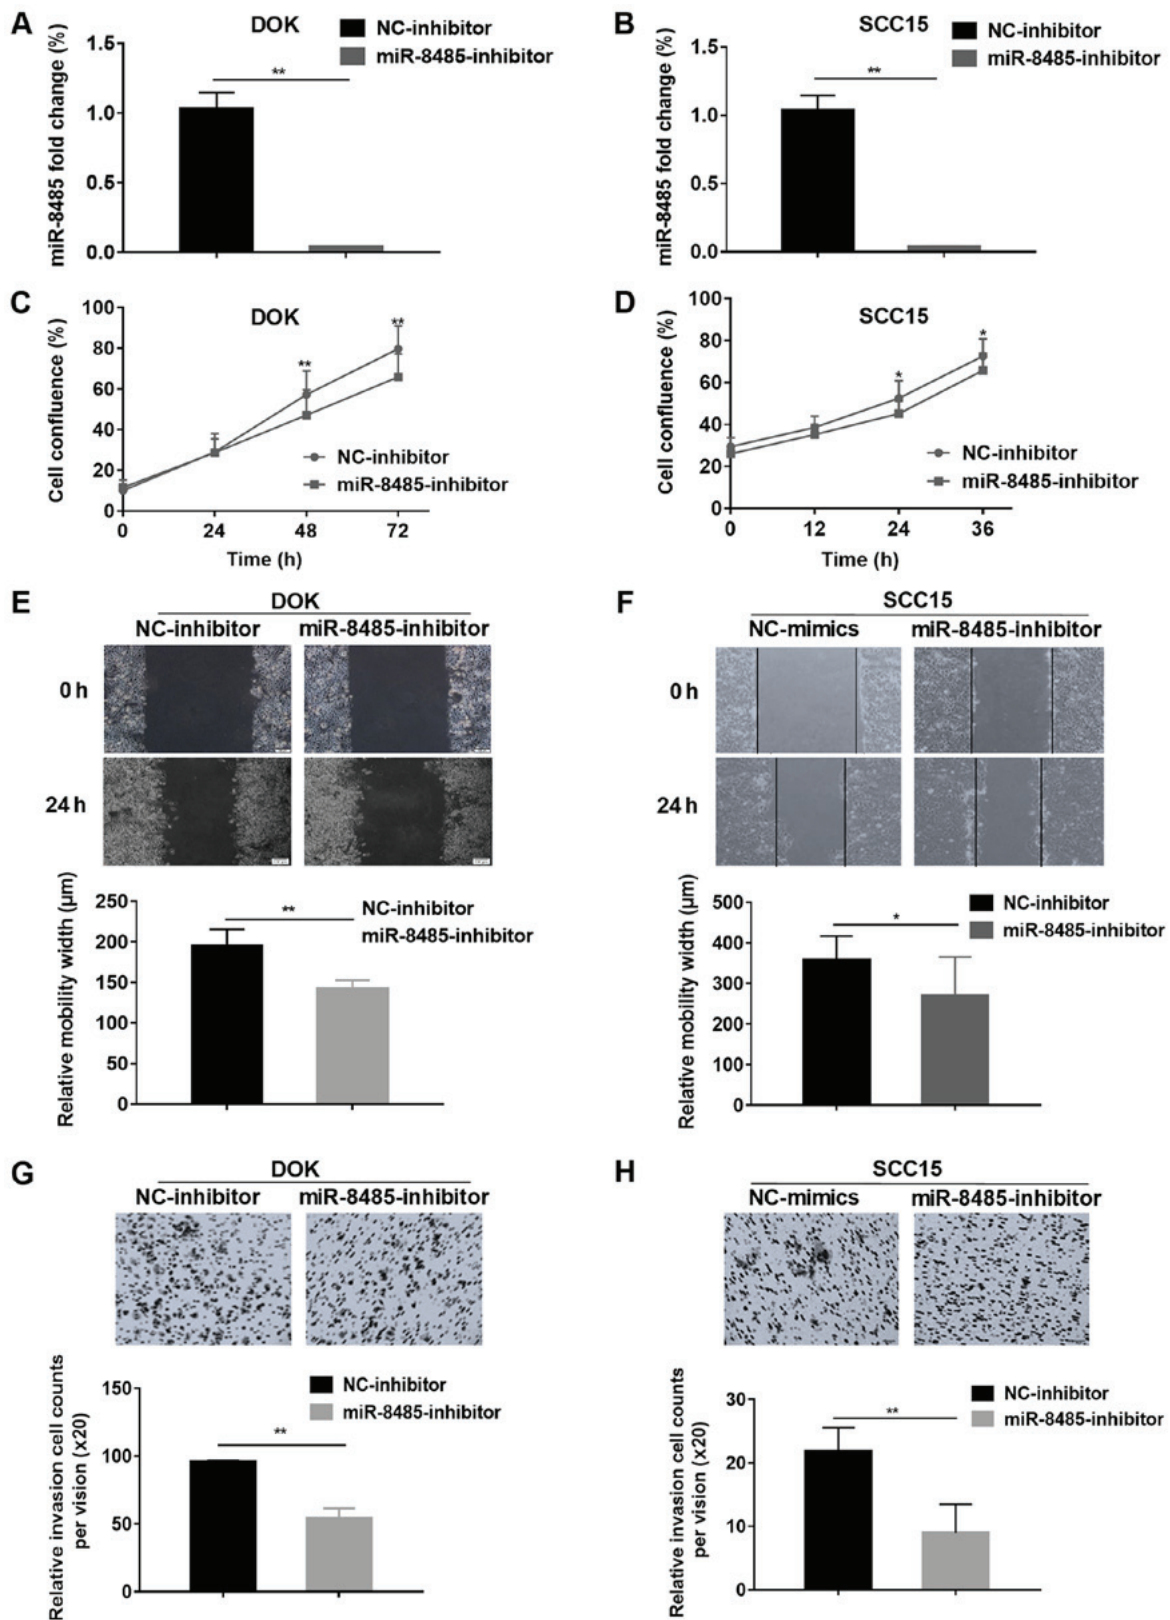 A
DOK
NC-inhibitor
miR-8485-inhibitor
miR-8485 fold change (%)
1.5
1.0
0.5
0.0
**
B
SCC15
NC-inhibitor
miR-8485-inhibitor
miR-8485 fold change (%)
1.5
1.0
0.5
0.0
**
C
DOK
Cell confluence (%)
100
80
60
40
20
0
**
**
NC-inhibitor
miR-8485-inhibitor
0 24 48 72
Time (h)
D
SCC15
Cell confluence (%)
100
80
60
40
20
0
*
*
NC-inhibitor
miR-8485-inhibitor
0 12 24 36
Time (h)
E
DOK
NC-inhibitor miR-8485-inhibitor
0 h
24 h
Relative mobility width (µm)
250
200
150
100
50
0
**
NC-inhibitor
miR-8485-inhibitor
F
SCC15
NC-mimics miR-8485-inhibitor
0 h
24 h
Relative mobility width (µm)
500
400
300
200
100
0
*
NC-inhibitor
miR-8485-inhibitor
G
DOK
NC-inhibitor miR-8485-inhibitor
Relative invasion cell counts
per vision (x20)
150
100
50
0
**
NC-inhibitor
miR-8485-inhibitor
H
SCC15
NC-mimics miR-8485-inhibitor
Relative invasion cell counts
per vision (x20)
30
20
10
0
**
NC-inhibitor
miR-8485-inhibitor